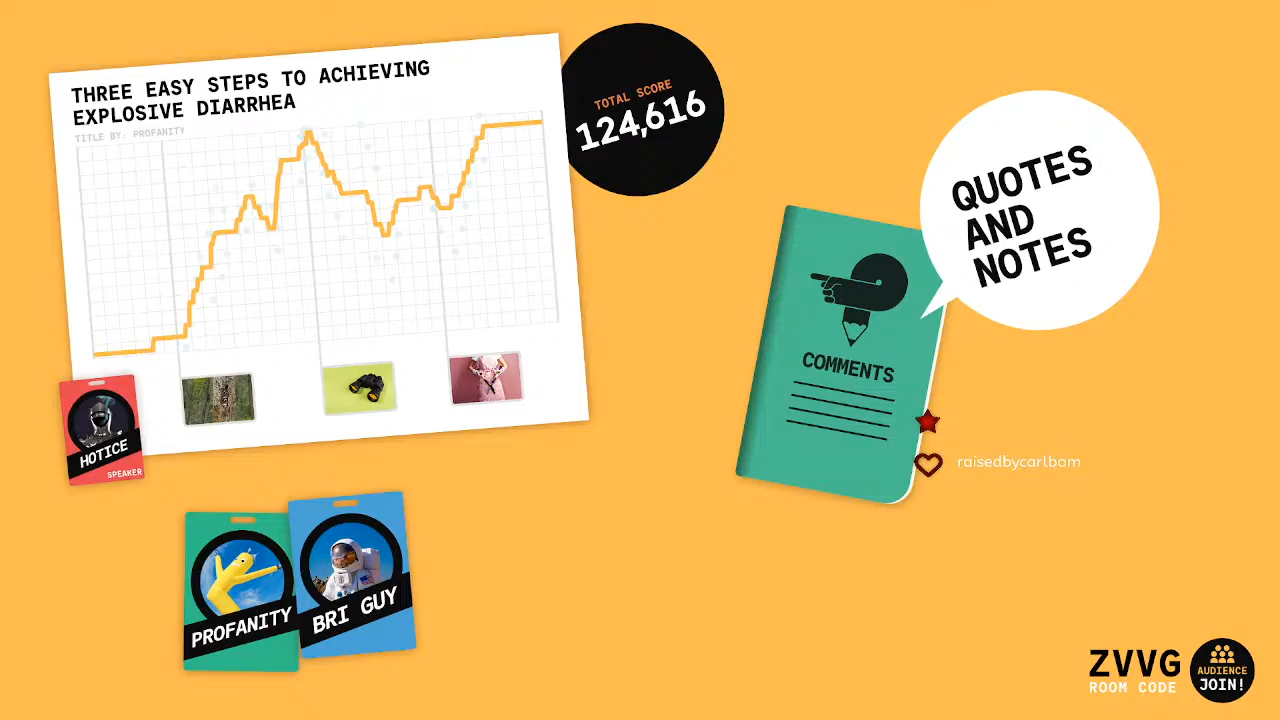 THREE EASY STEPS TO ACHIEVING
EXPLOSIVE DIARRHEA
TITLE BY: PROFANITY
TOTAL SCORE
124,616
QUOTES
AND
NOTES
COMMENTS
HOTICE
SPEAKER
raisedbycartbom
PROFANITY
BRI GUY
ZVVG
ROOM CODE
AUDIENCE
JOIN!